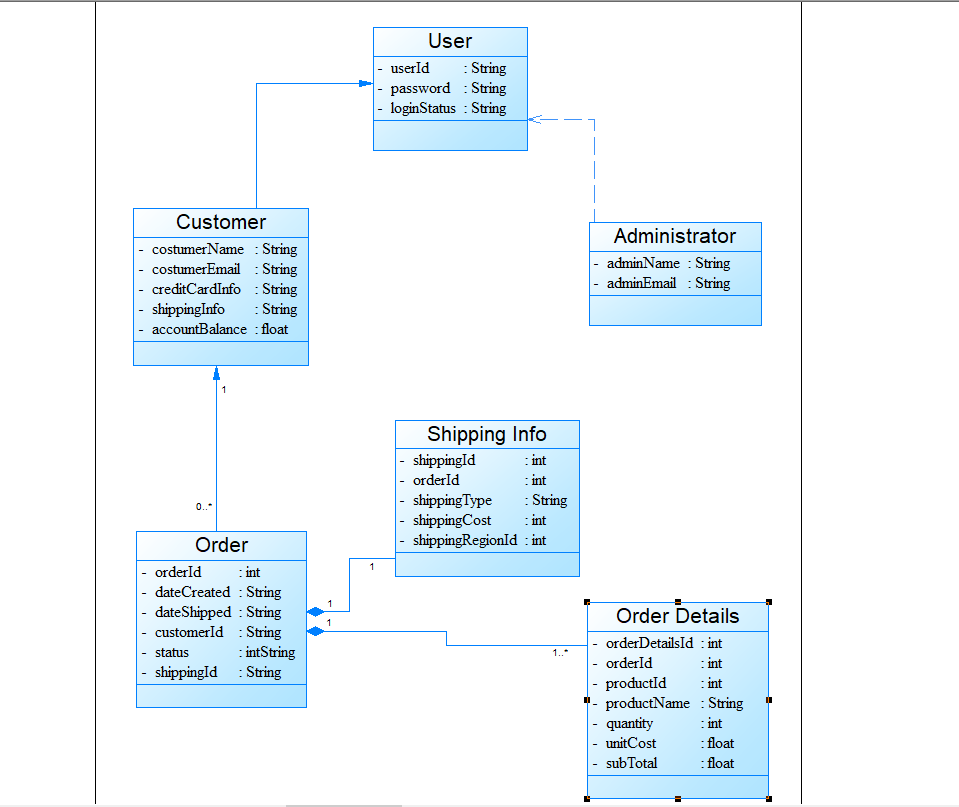 User
- userId : String
- password : String
- loginStatus : String
Customer
- costumerName : String
- costumerEmail : String
- creditCardInfo : String
- shippingInfo : String
- accountBalance : float
Administrator
- adminName : String
- adminEmail : String
1
0..*
Shipping Info
- shippingId : int
- orderId : int
- shippingType : String
- shippingCost : int
- shippingRegionId : int
Order
- orderId : int
- dateCreated : String
- dateShipped : String
- customerId : String
- status : intString
- shippingId : String
1
1
1
1..*
Order Details
- orderDetailsId : int
- orderId : int
- productId : int
- productName : String
- quantity : int
- unitCost : float
- subTotal : float